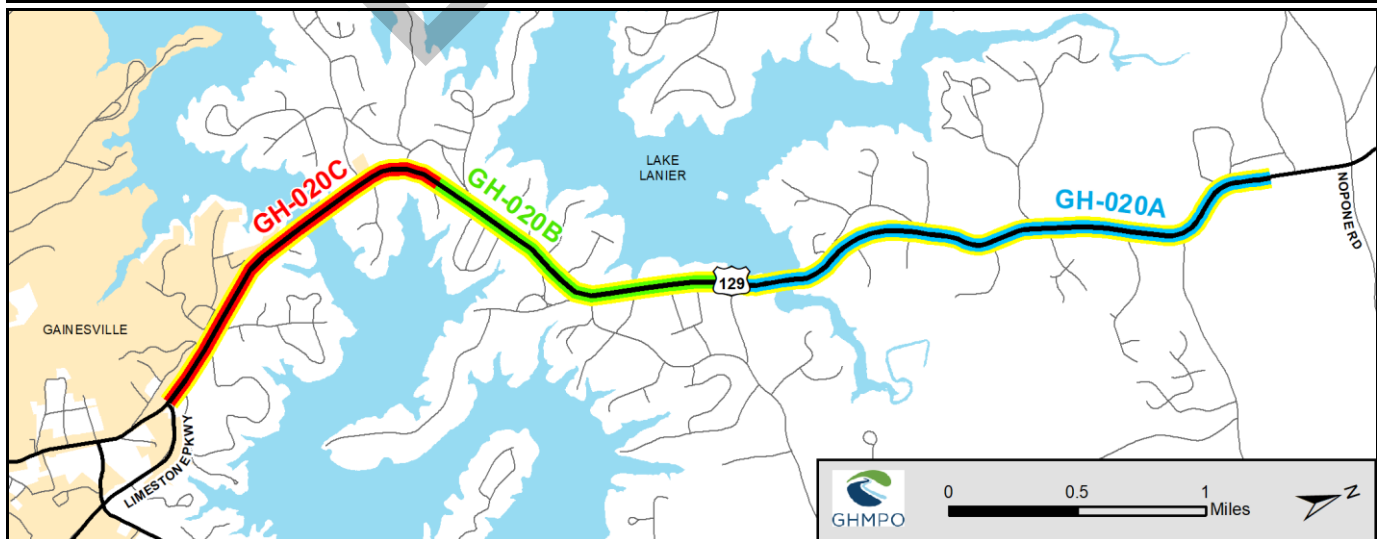 LAKE
LANIER
GH-020C
GH-020B
GH-020A
NOPONE RD
129
GAINESVILLE
LIMESTONE PKWY
GHMPO
0 0.5 1
Miles
N